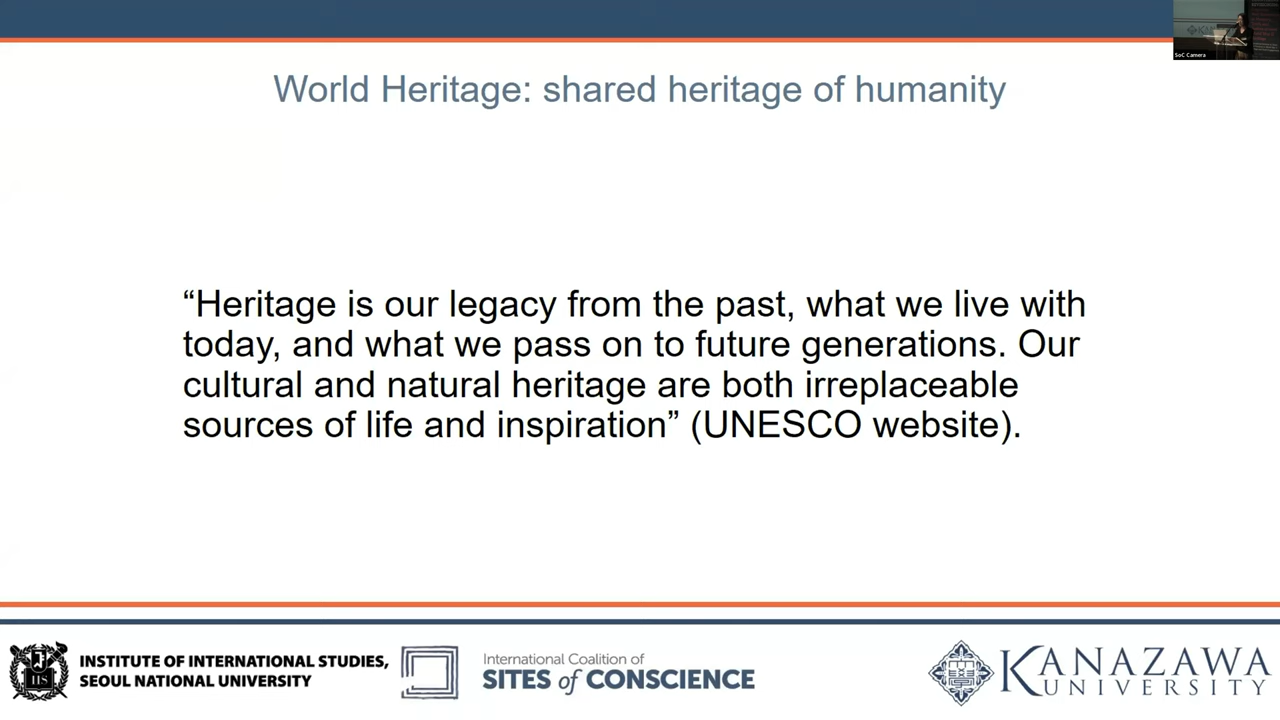 SoC Camera
World Heritage: shared heritage of humanity
“Heritage is our legacy from the past, what we live with
today, and what we pass on to future generations. Our
cultural and natural heritage are both irreplaceable
sources of life and inspiration” (UNESCO website).
INSTITUTE OF INTERNATIONAL STUDIES,
SEOUL NATIONAL UNIVERSITY
International Coalition of
SITES of CONSCIENCE
KANAZAWA
UNIVERSITY